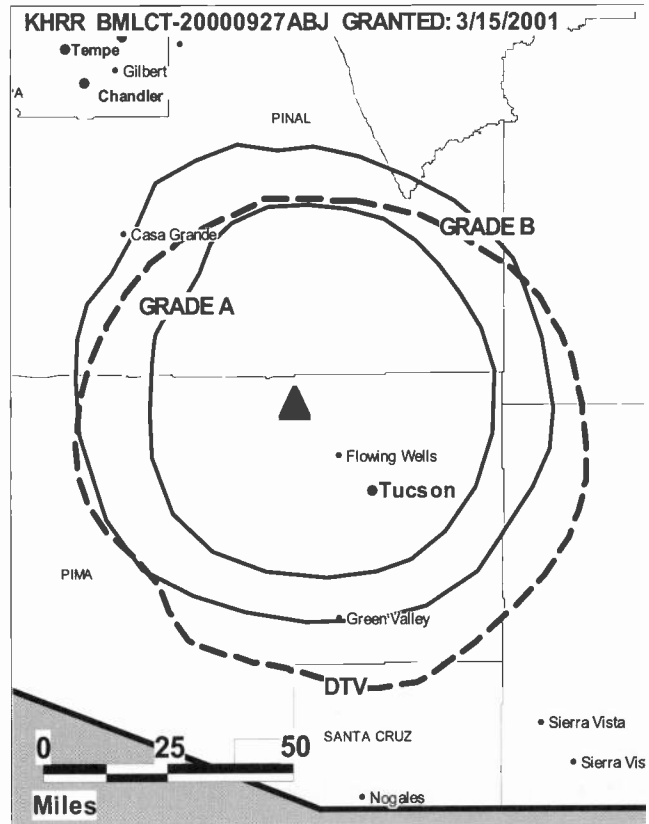 KHRR BMLCT-20000927ABJ GRANTED: 3/15/2001
Tempe
Gilbert
Chandler
A
PINAL
GRADE B
Casa Grande
GRADE A
Flowing Wells
Tucson
PIMA
Green Valley
DTV
SANTA CRUZ
Sierra Vista
Sierra Vis
0 25 50
Miles
Nogales